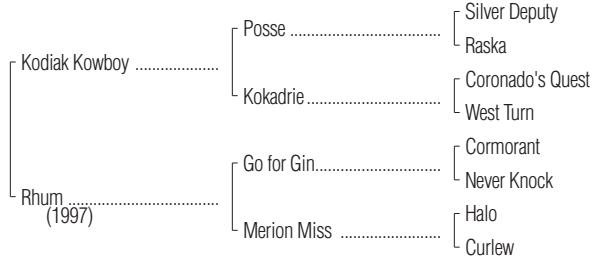 Silver Deputy
Posse
Raska
Kodiak Kowboy
Coronado's Quest
Kokadrie
West Turn
Cormorant
Go for Gin
Never Knock
Rhum
(1997)
Halo
Merion Miss
Curlew